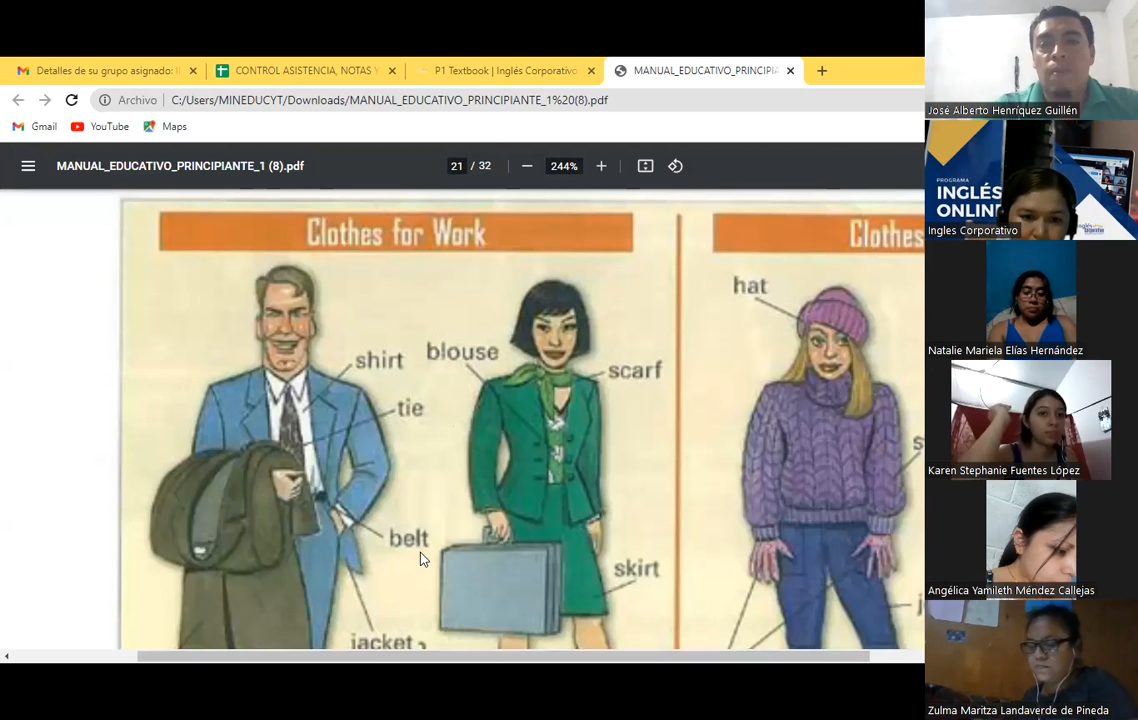 Detalles de su grupo asignado: I
CONTROL ASISTENCIA, NOTAS Y
P1 Textbook | Inglés Corporativo
MANUAL_EDUCATIVO_PRINCIPIA
Archivo
C:/Users/MINEDUCYT/Downloads/MANUAL_EDUCATIVO_PRINCIPIANTE_1%20(8).pdf
Gmail
YouTube
Maps
MANUAL_EDUCATIVO_PRINCIPIANTE_1 (8).pdf
21 / 32
244%
Clothes for Work
Clothes
shirt
tie
belt
jacket
blouse
scarf
skirt
hat
José Alberto Henríquez Guillén
PROGRAMA
INGLÉS
ONLINE
Ingles Corporativo
Natalie Mariela Elías Hernández
Karen Stephanie Fuentes López
Angélica Yamileth Méndez Callejas
Zulma Maritza Landaverde de Pineda